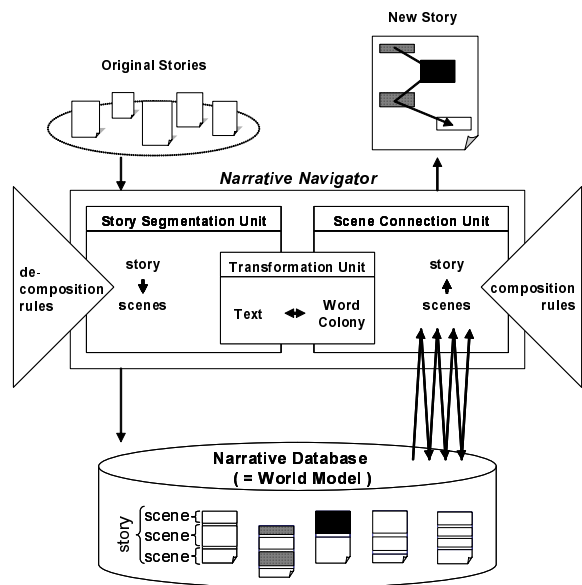 New Story
Original Stories
Narrative Navigator
Story Segmentation Unit
Scene Connection Unit
de-
composition
rules
story
scenes
Transformation Unit
Text
Word
Colony
story
scenes
composition
rules
Narrative Database
( = World Model )
story
scene
scene
scene